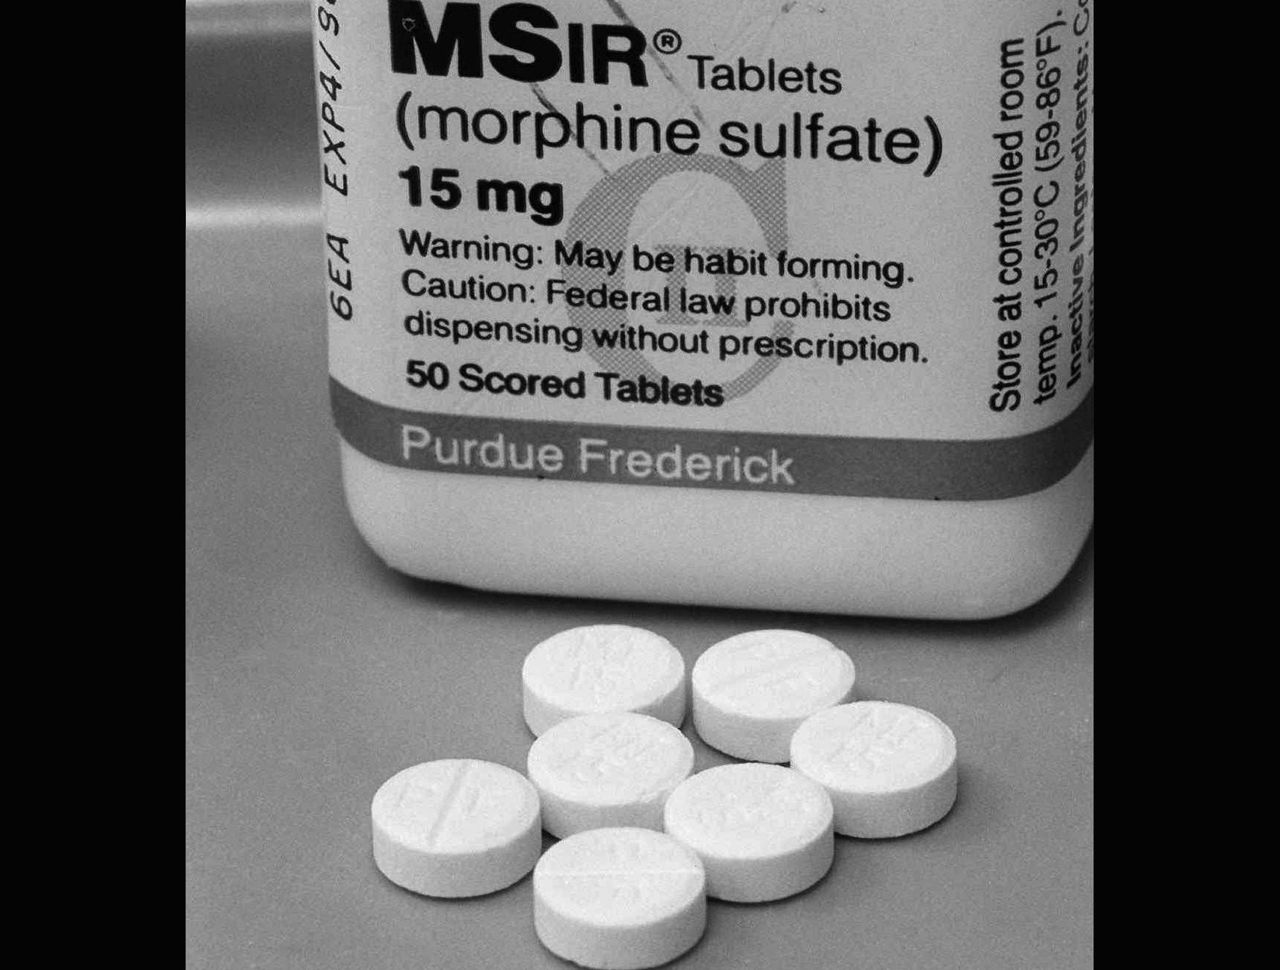 MSIR® Tablets
(morphine sulfate)
15 mg
Warning: May be habit forming.
Caution: Federal law prohibits
dispensing without prescription.
50 Scored Tablets
Purdue Frederick
6EA EXP4/9
Store at controlled room
temp. 15-30°C (59-86°F).
Inactive Ingredients:
C
II